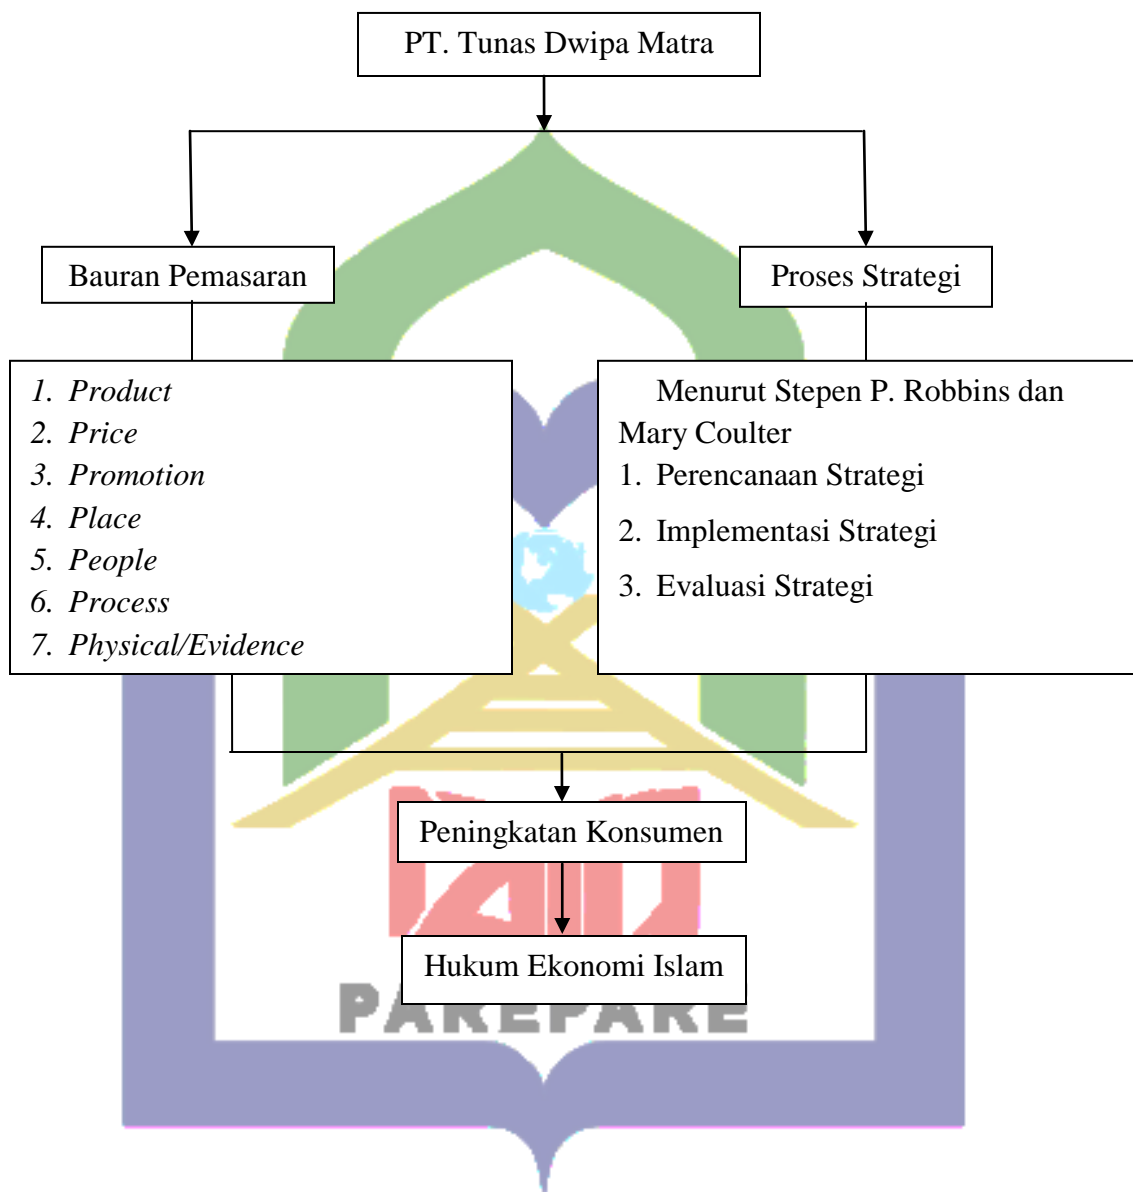 PT. Tunas Dwipa Matra
Bauran Pemasaran
Proses Strategi
1. Product
2. Price
3. Promotion
4. Place
5. People
6. Process
7. Physical/Evidence
Menurut Stepen P. Robbins dan
Mary Coulter
1. Perencanaan Strategi
2. Implementasi Strategi
3. Evaluasi Strategi
Peningkatan Konsumen
Hukum Ekonomi Islam
PAREPARE